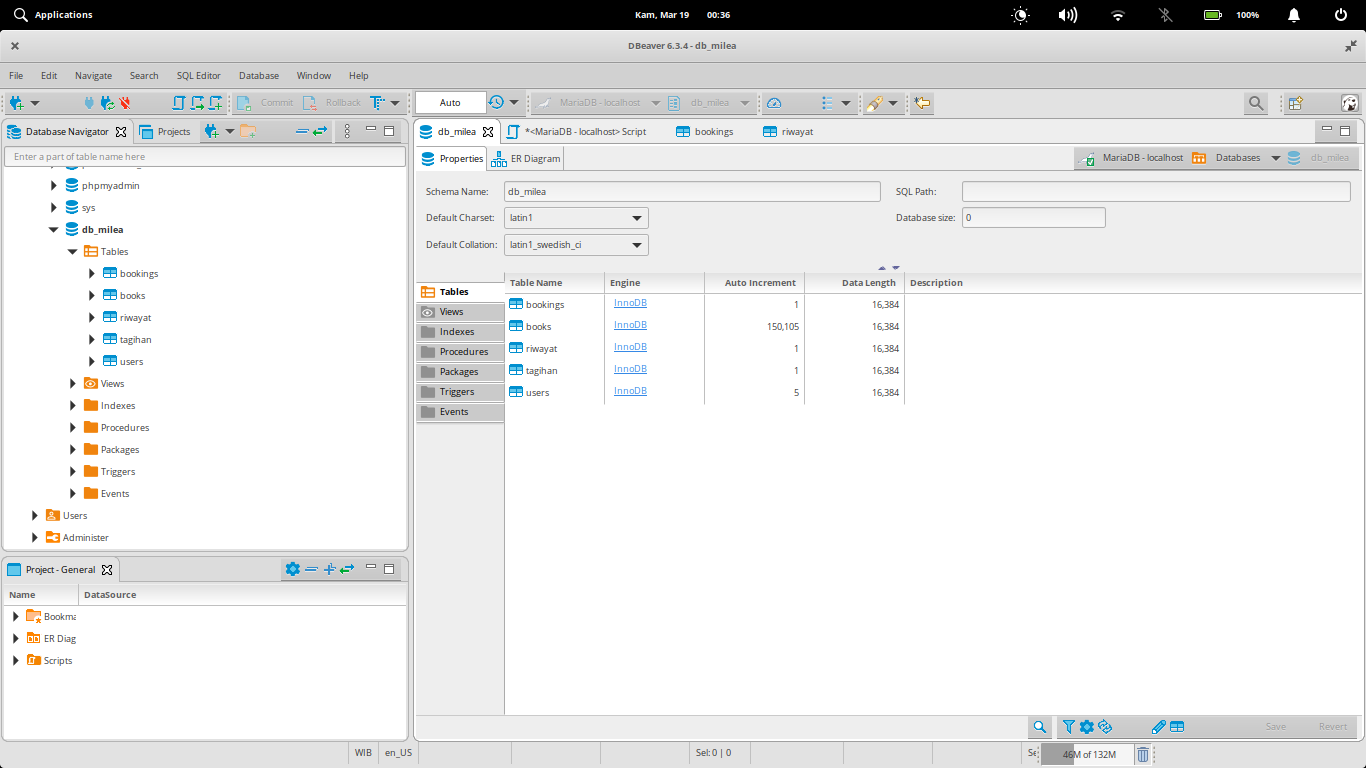 Applications
Kam, Mar 19 00:36
100%
DBeaver 6.3.4 - db_milea
File Edit Navigate Search SQL Editor Database Window Help
Commit Rollback Auto MariaDB - localhost db_milea
Database Navigator Projects
Enter a part of table name here
phpmyadmin
sys
db_milea
Tables
bookings
books
riwayat
tagihan
users
Views
Indexes
Procedures
Packages
Triggers
Events
Users
Administer
Project - General
Name DataSource
Bookma
ER Diag
Scripts
db_milea *<MariaDB - localhost> Script bookings riwayat
Properties ER Diagram MariaDB - localhost Databases db_milea
Schema Name: db_milea SQL Path:
Default Charset: latin1 Database size: 0
Default Collation: latin1_swedish_ci
Tables
Views
Indexes
Procedures
Packages
Triggers
Events
Table Name Engine Auto Increment Data Length Description
bookings InnoDB 1 16,384
books InnoDB 150,105 16,384
riwayat InnoDB 1 16,384
tagihan InnoDB 1 16,384
users InnoDB 5 16,384
Save Revert
WIB en_US Sel: 0 | 0 46M of 132M